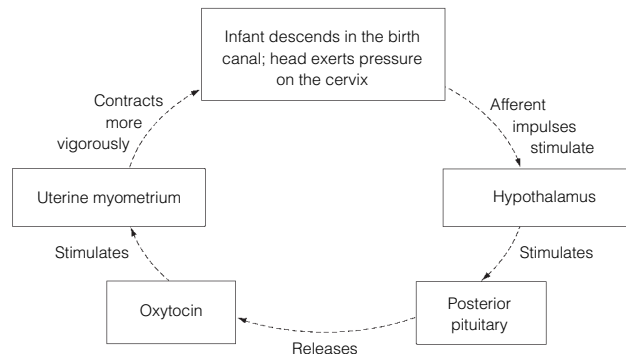 Infant descends in the birth
canal; head exerts pressure
on the cervix
Afferent
impulses
stimulate
Hypothalamus
Stimulates
Posterior
pituitary
Releases
Oxytocin
Stimulates
Uterine myometrium
Contracts
more
vigorously